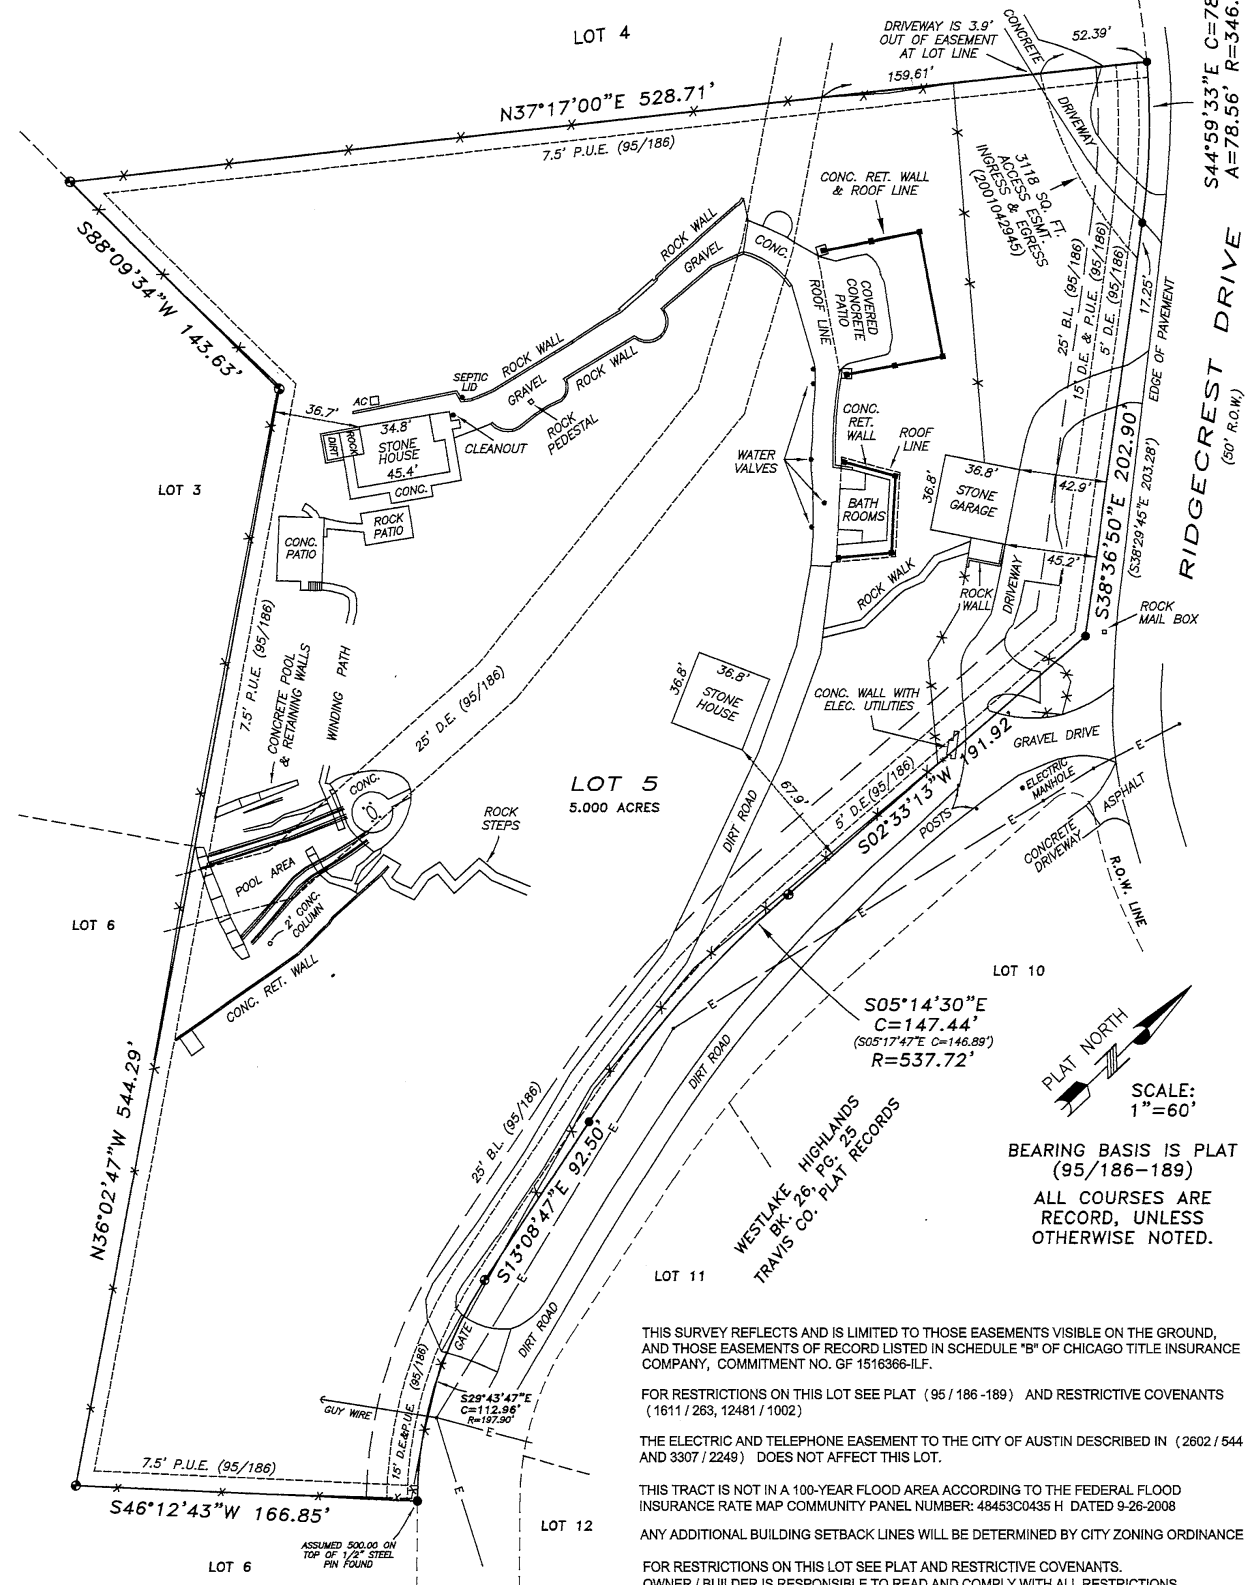 LOT 4
DRIVEWAY IS 3.9'
OUT OF EASEMENT
AT LOT LINE
CONCRETE
DRIVEWAY
52.39'
159.61'
N37°17'00"E 528.71'
7.5' P.U.E. (95/186)
S44°59'33"E C=78
A=78.56' R=346.
S88°09'34"W 143.63'
CONC. RET. WALL
& ROOF LINE
3118 SQ. FT.
ACCESS ESMT.
INGRESS & EGRESS
(2001042945)
ROCK WALL
GRAVEL
CONC.
ROOF LINE
COVERED
CONCRETE
PATIO
25' B.L. (95/186)
15' D.E. & P.U.E. (95/186)
5' D.E. (95/186)
17.25'
EDGE OF PAVEMENT
RIDGECREST DRIVE
(50' R.O.W.)
ROCK WALL
SEPTIC
LID
GRAVEL
ROCK WALL
AC
36.7'
34.8'
STONE
HOUSE
45.4'
DIRT
ROCK
CONC.
CLEANOUT
ROCK
PEDESTAL
CONC.
RET.
WALL
ROOF
LINE
WATER
VALVES
BATH
ROOMS
36.8'
36.8'
STONE
GARAGE
42.9'
45.2'
S38°36'50"E 202.90'
(S38°29'45"E 203.28')
LOT 3
ROCK
PATIO
CONC.
PATIO
ROCK WALK
ROCK
WALL
DRIVEWAY
ROCK
MAIL BOX
7.5' P.U.E. (95/186)
CONCRETE POOL
& RETAINING WALLS
WINDING PATH
25' D.E. (95/186)
36.8'
36.8'
STONE
HOUSE
CONC. WALL WITH
ELEC. UTILITIES
GRAVEL DRIVE
E
S02°33'13"W 191.92'
5' D.E.(95/186)
67.9'
ELECTRIC
MANHOLE
ASPHALT
POSTS
E
CONCRETE
DRIVEWAY
R.O.W. LINE
LOT 5
5.000 ACRES
CONC.
ROCK
STEPS
DIRT ROAD
POOL AREA
2' CONC.
COLUMN
CONC. RET. WALL
LOT 6
E
LOT 10
S05°14'30"E
C=147.44'
(S05°17'47"E C=146.89')
R=537.72'
E
DIRT ROAD
PLAT NORTH
SCALE:
1"=60'
BEARING BASIS IS PLAT
(95/186-189)
ALL COURSES ARE
RECORD, UNLESS
OTHERWISE NOTED.
N36°02'47"W 544.29'
25' B.L. (95/186)
S13°08'47"E 92.50'
E
E
WESTLAKE HIGHLANDS
BK. 26, PG. 25
TRAVIS CO. PLAT RECORDS
LOT 11
GATE
DIRT ROAD
15' D.E.&P.U.E. (95/186)
S29°43'47"E
C=112.96'
R=197.90'
GUY WIRE
E
E
7.5' P.U.E. (95/186)
S46°12'43"W 166.85'
ASSUMED 500.00 ON
TOP OF 1/2" STEEL
PIN FOUND
LOT 6
LOT 12
THIS SURVEY REFLECTS AND IS LIMITED TO THOSE EASEMENTS VISIBLE ON THE GROUND,
AND THOSE EASEMENTS OF RECORD LISTED IN SCHEDULE "B" OF CHICAGO TITLE INSURANCE
COMPANY, COMMITMENT NO. GF 1516366-ILF.
FOR RESTRICTIONS ON THIS LOT SEE PLAT (95 / 186 -189) AND RESTRICTIVE COVENANTS
(1611 / 263, 12481 / 1002)
THE ELECTRIC AND TELEPHONE EASEMENT TO THE CITY OF AUSTIN DESCRIBED IN (2602 / 544
AND 3307 / 2249) DOES NOT AFFECT THIS LOT.
THIS TRACT IS NOT IN A 100-YEAR FLOOD AREA ACCORDING TO THE FEDERAL FLOOD
INSURANCE RATE MAP COMMUNITY PANEL NUMBER: 48453C0435 H DATED 9-26-2008
ANY ADDITIONAL BUILDING SETBACK LINES WILL BE DETERMINED BY CITY ZONING ORDINANCE
FOR RESTRICTIONS ON THIS LOT SEE PLAT AND RESTRICTIVE COVENANTS.
OWNER / BUILDER IS RESPONSIBLE TO READ AND COMPLY WITH ALL RESTRICTIONS